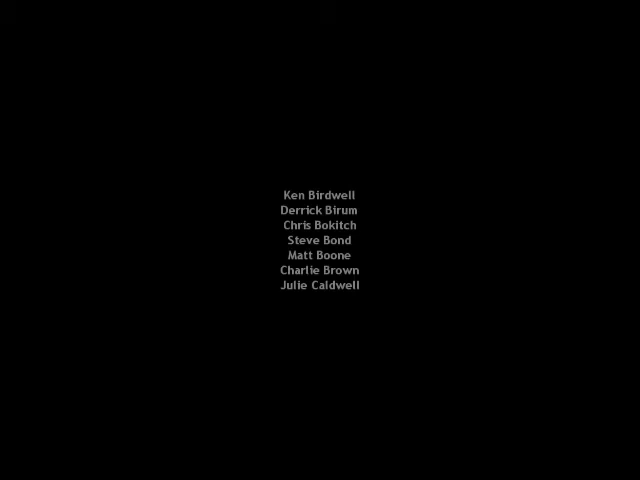 Ken Birdwell
Derrick Birum
Chris Bokitch
Steve Bond
Matt Boone
Charlie Brown
Julie Caldwell